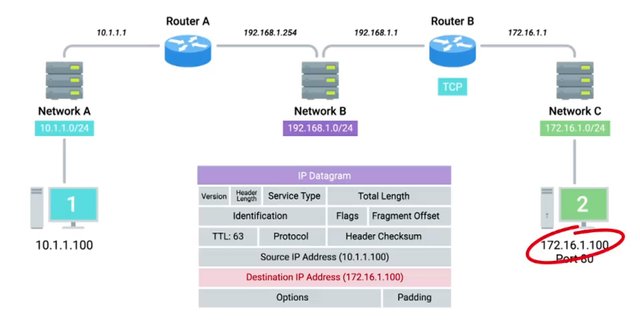 Router A
Router B
10.1.1.1
192.168.1.254
192.168.1.1
172.16.1.1
TCP
Network A
10.1.1.0/24
Network B
192.168.1.0/24
Network C
172.16.1.0/24
1
10.1.1.100
2
172.16.1.100
Port 80
IP Datagram
Version Header Length Service Type Total Length
Identification Flags Fragment Offset
TTL: 63 Protocol Header Checksum
Source IP Address (10.1.1.100)
Destination IP Address (172.16.1.100)
Options Padding